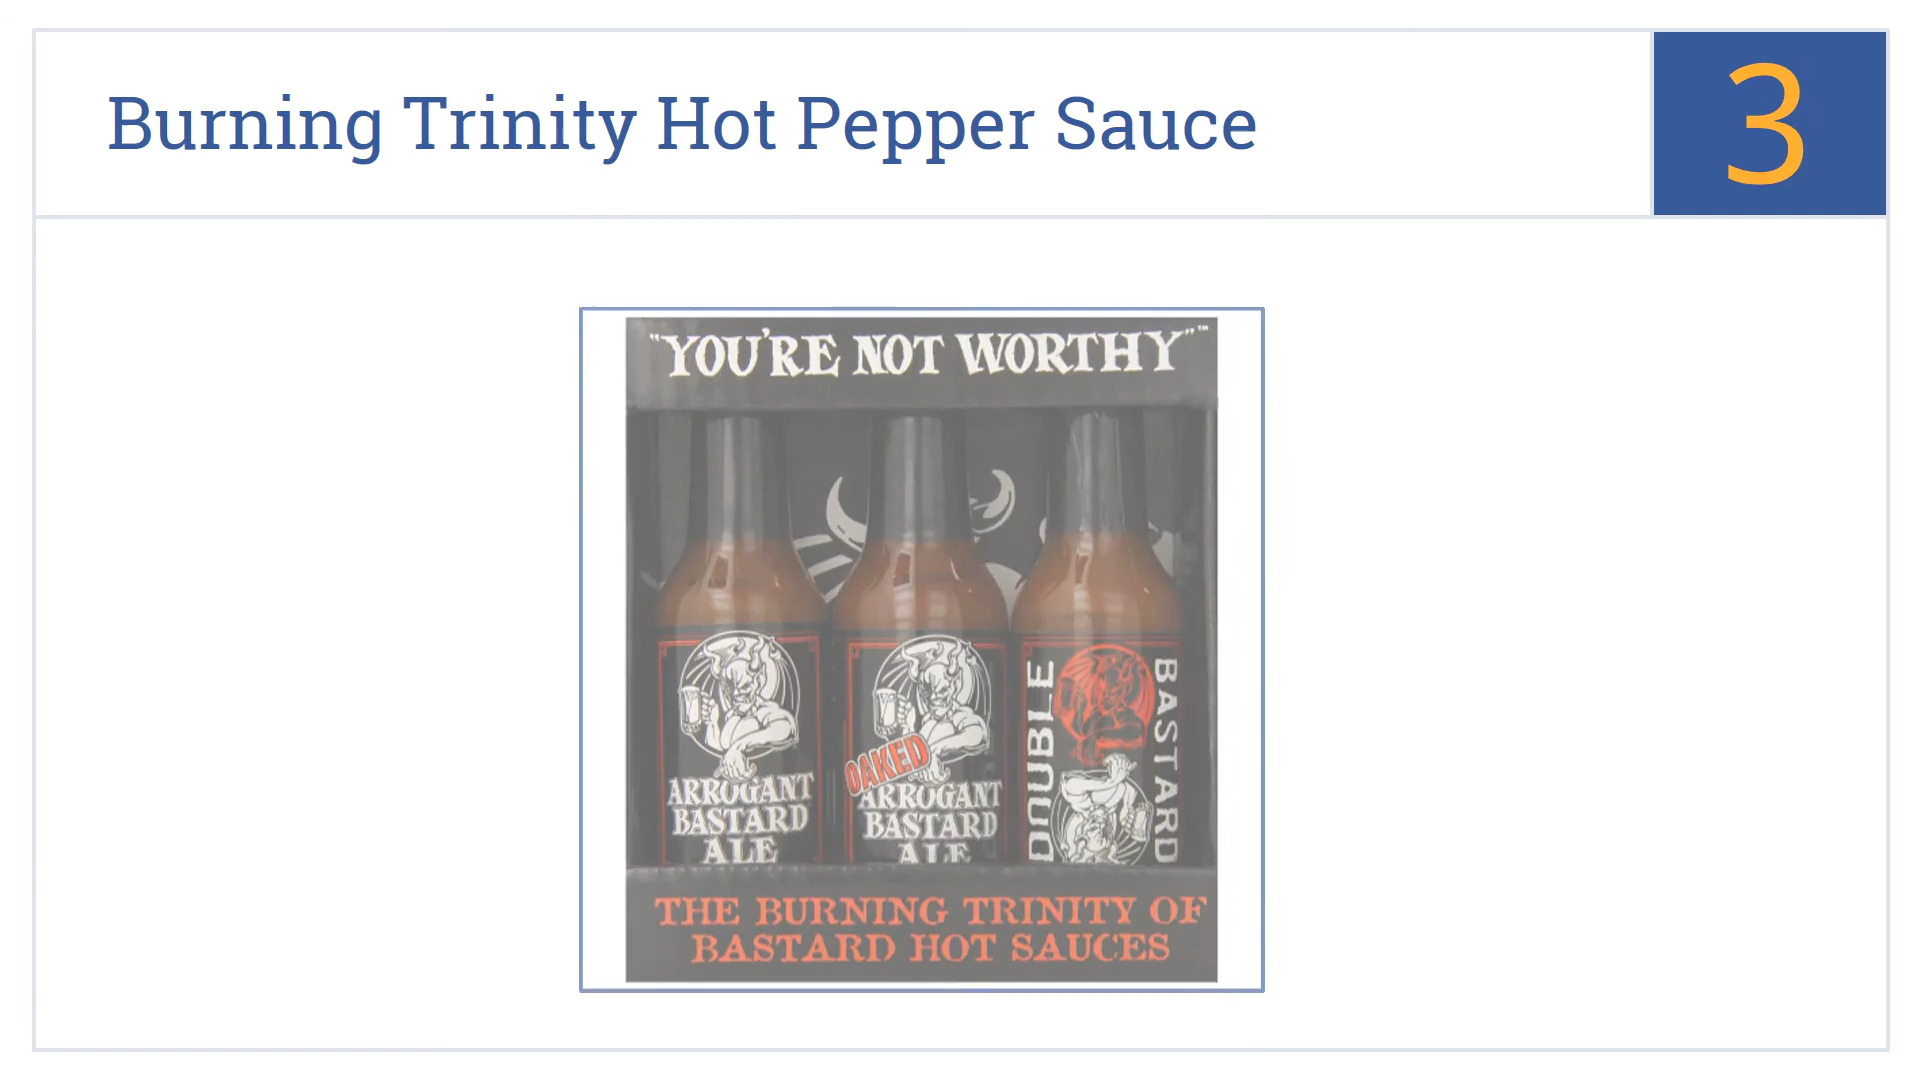 Burning Trinity Hot Pepper Sauce
3
"YOU'RE NOT WORTHY"™
OAKED
ARROGANT
BASTARD
ALE
ARROGANT
BASTARD
ALE
DOUBLE
BASTARD
THE BURNING TRINITY OF
BASTARD HOT SAUCES